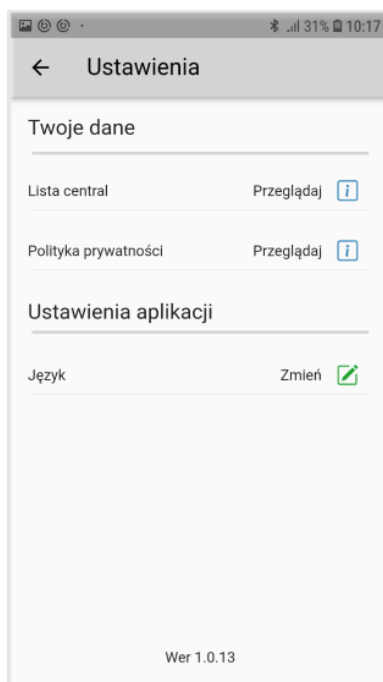 31% 10:17
Ustawienia
Twoje dane
Lista central Przeglądaj
Polityka prywatności Przeglądaj
Ustawienia aplikacji
Język Zmień
Wer 1.0.13